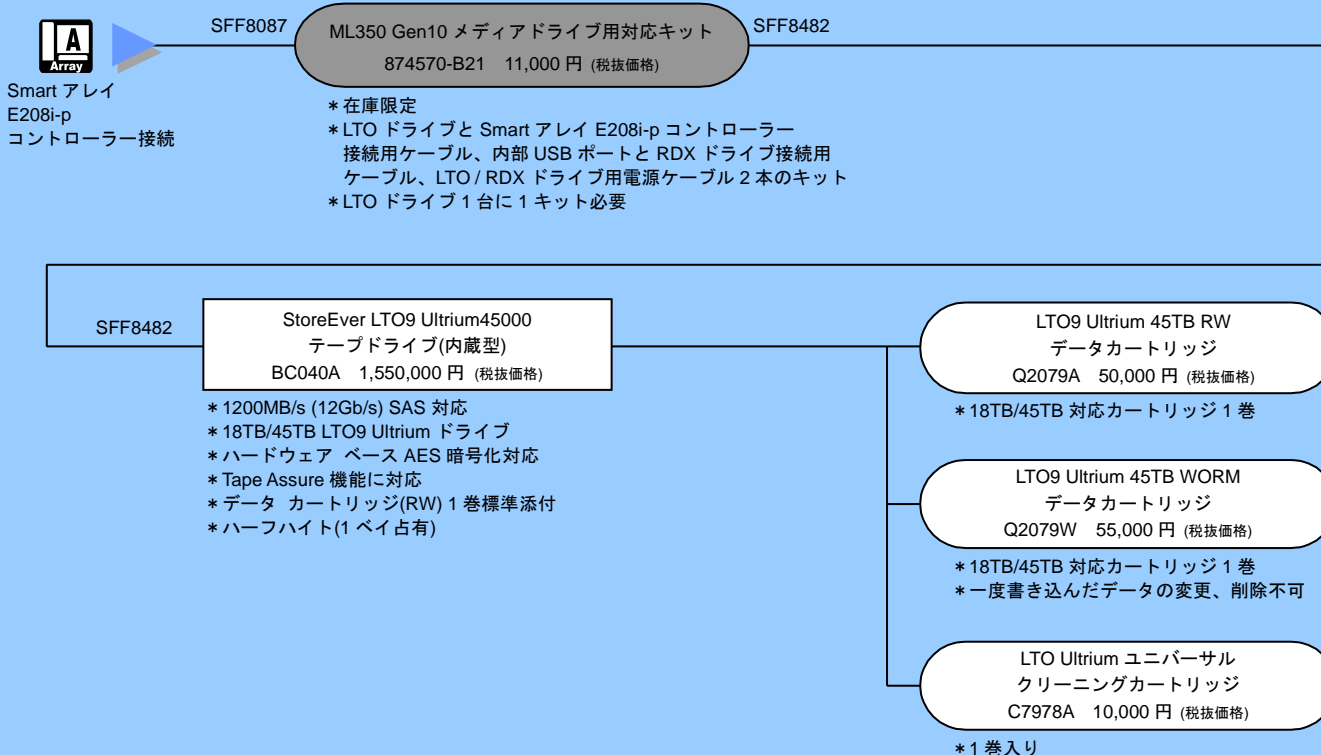 A
Array
Smart アレイ
E208i-p
コントローラー接続
SFF8087
ML350 Gen10 メディアドライブ用対応キット
874570-B21 11,000 円 (税抜価格)
SFF8482
＊在庫限定
＊LTO ドライブと Smart アレイ E208i-p コントローラー
接続用ケーブル、内部 USB ポートと RDX ドライブ接続用
ケーブル、LTO / RDX ドライブ用電源ケーブル 2 本のキット
＊LTO ドライブ 1 台に 1 キット必要
SFF8482
StoreEver LTO9 Ultrium45000
テープドライブ(内蔵型)
BC040A 1,550,000 円 (税抜価格)
＊1200MB/s (12Gb/s) SAS 対応
＊18TB/45TB LTO9 Ultrium ドライブ
＊ハードウェア ベース AES 暗号化対応
＊Tape Assure 機能に対応
＊データ カートリッジ(RW) 1 巻標準添付
＊ハーフハイト(1 ベイ占有)
LTO9 Ultrium 45TB RW
データカートリッジ
Q2079A 50,000 円 (税抜価格)
＊18TB/45TB 対応カートリッジ 1 巻
LTO9 Ultrium 45TB WORM
データカートリッジ
Q2079W 55,000 円 (税抜価格)
＊18TB/45TB 対応カートリッジ 1 巻
＊一度書き込んだデータの変更、削除不可
LTO Ultrium ユニバーサル
クリーニングカートリッジ
C7978A 10,000 円 (税抜価格)
＊1 巻入り